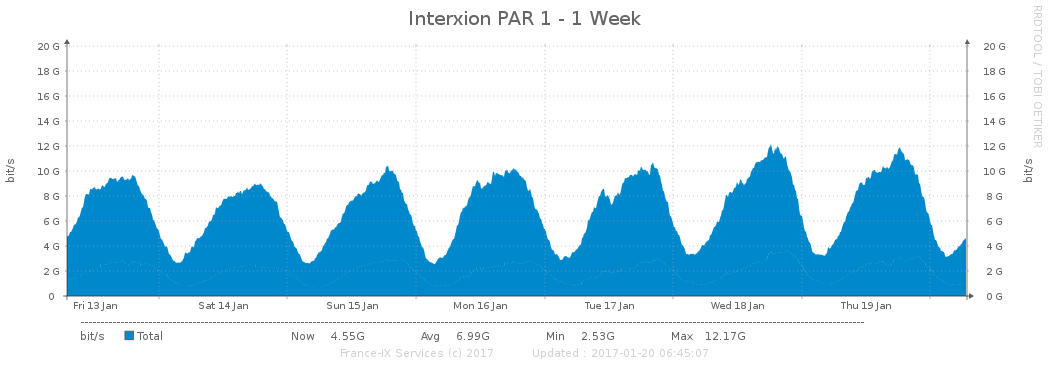 Interxion PAR 1 - 1 Week
RRDTOOL / TOBI OETIKER
20 G 20 G
18 G 18 G
16 G 16 G
14 G 14 G
12 G 12 G
10 G 10 G
8 G 8 G
6 G 6 G
4 G 4 G
2 G 2 G
0 0 G
bit/s
bit/s
Fri 13 Jan Sat 14 Jan Sun 15 Jan Mon 16 Jan Tue 17 Jan Wed 18 Jan Thu 19 Jan
bit/s Total Now 4.55G Avg 6.99G Min 2.53G Max 12.17G
France-IX Services (c) 2017 Updated : 2017-01-20 06:45:07